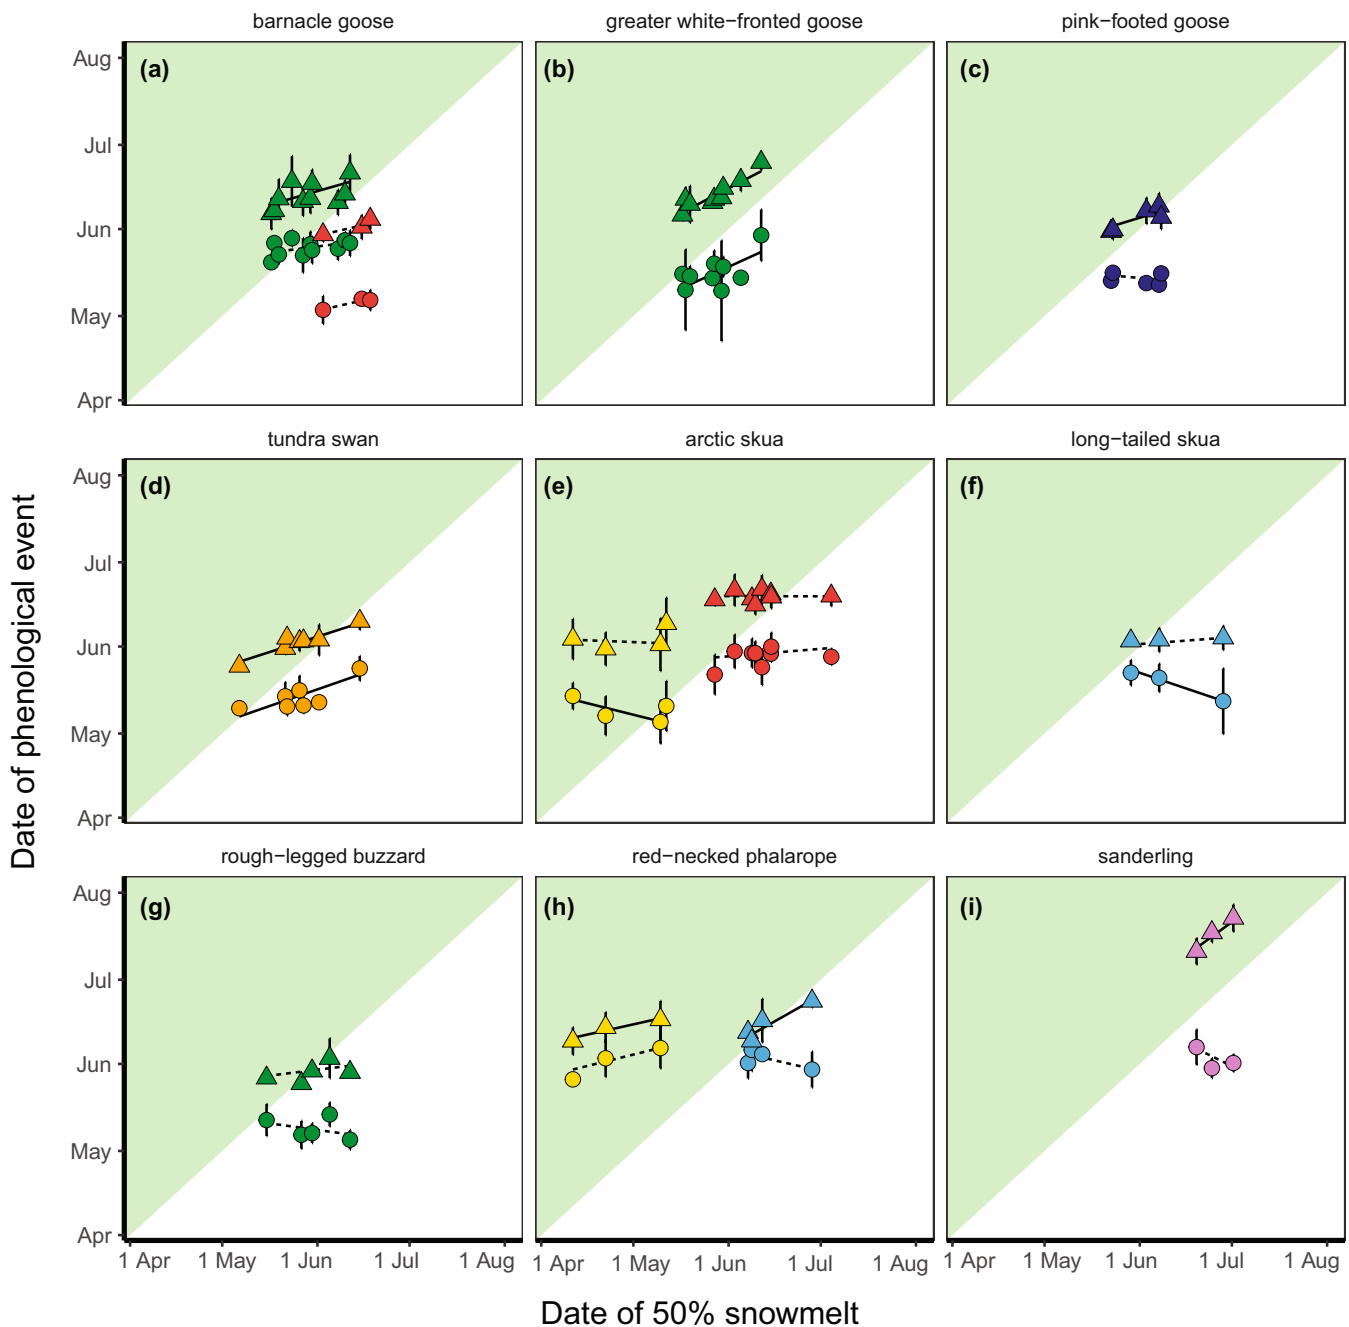 barnacle goose
greater white−fronted goose
pink−footed goose
(a)
(b)
(c)
Aug
Jul
Jun
May
Apr
tundra swan
arctic skua
long−tailed skua
(d)
(e)
(f)
Aug
Jul
Jun
May
Apr
Date of phenological event
rough−legged buzzard
red−necked phalarope
sanderling
(g)
(h)
(i)
Aug
Jul
Jun
May
Apr
1 Apr 1 May 1 Jun 1 Jul 1 Aug
1 Apr 1 May 1 Jun 1 Jul 1 Aug
1 Apr 1 May 1 Jun 1 Jul 1 Aug
Date of 50% snowmelt